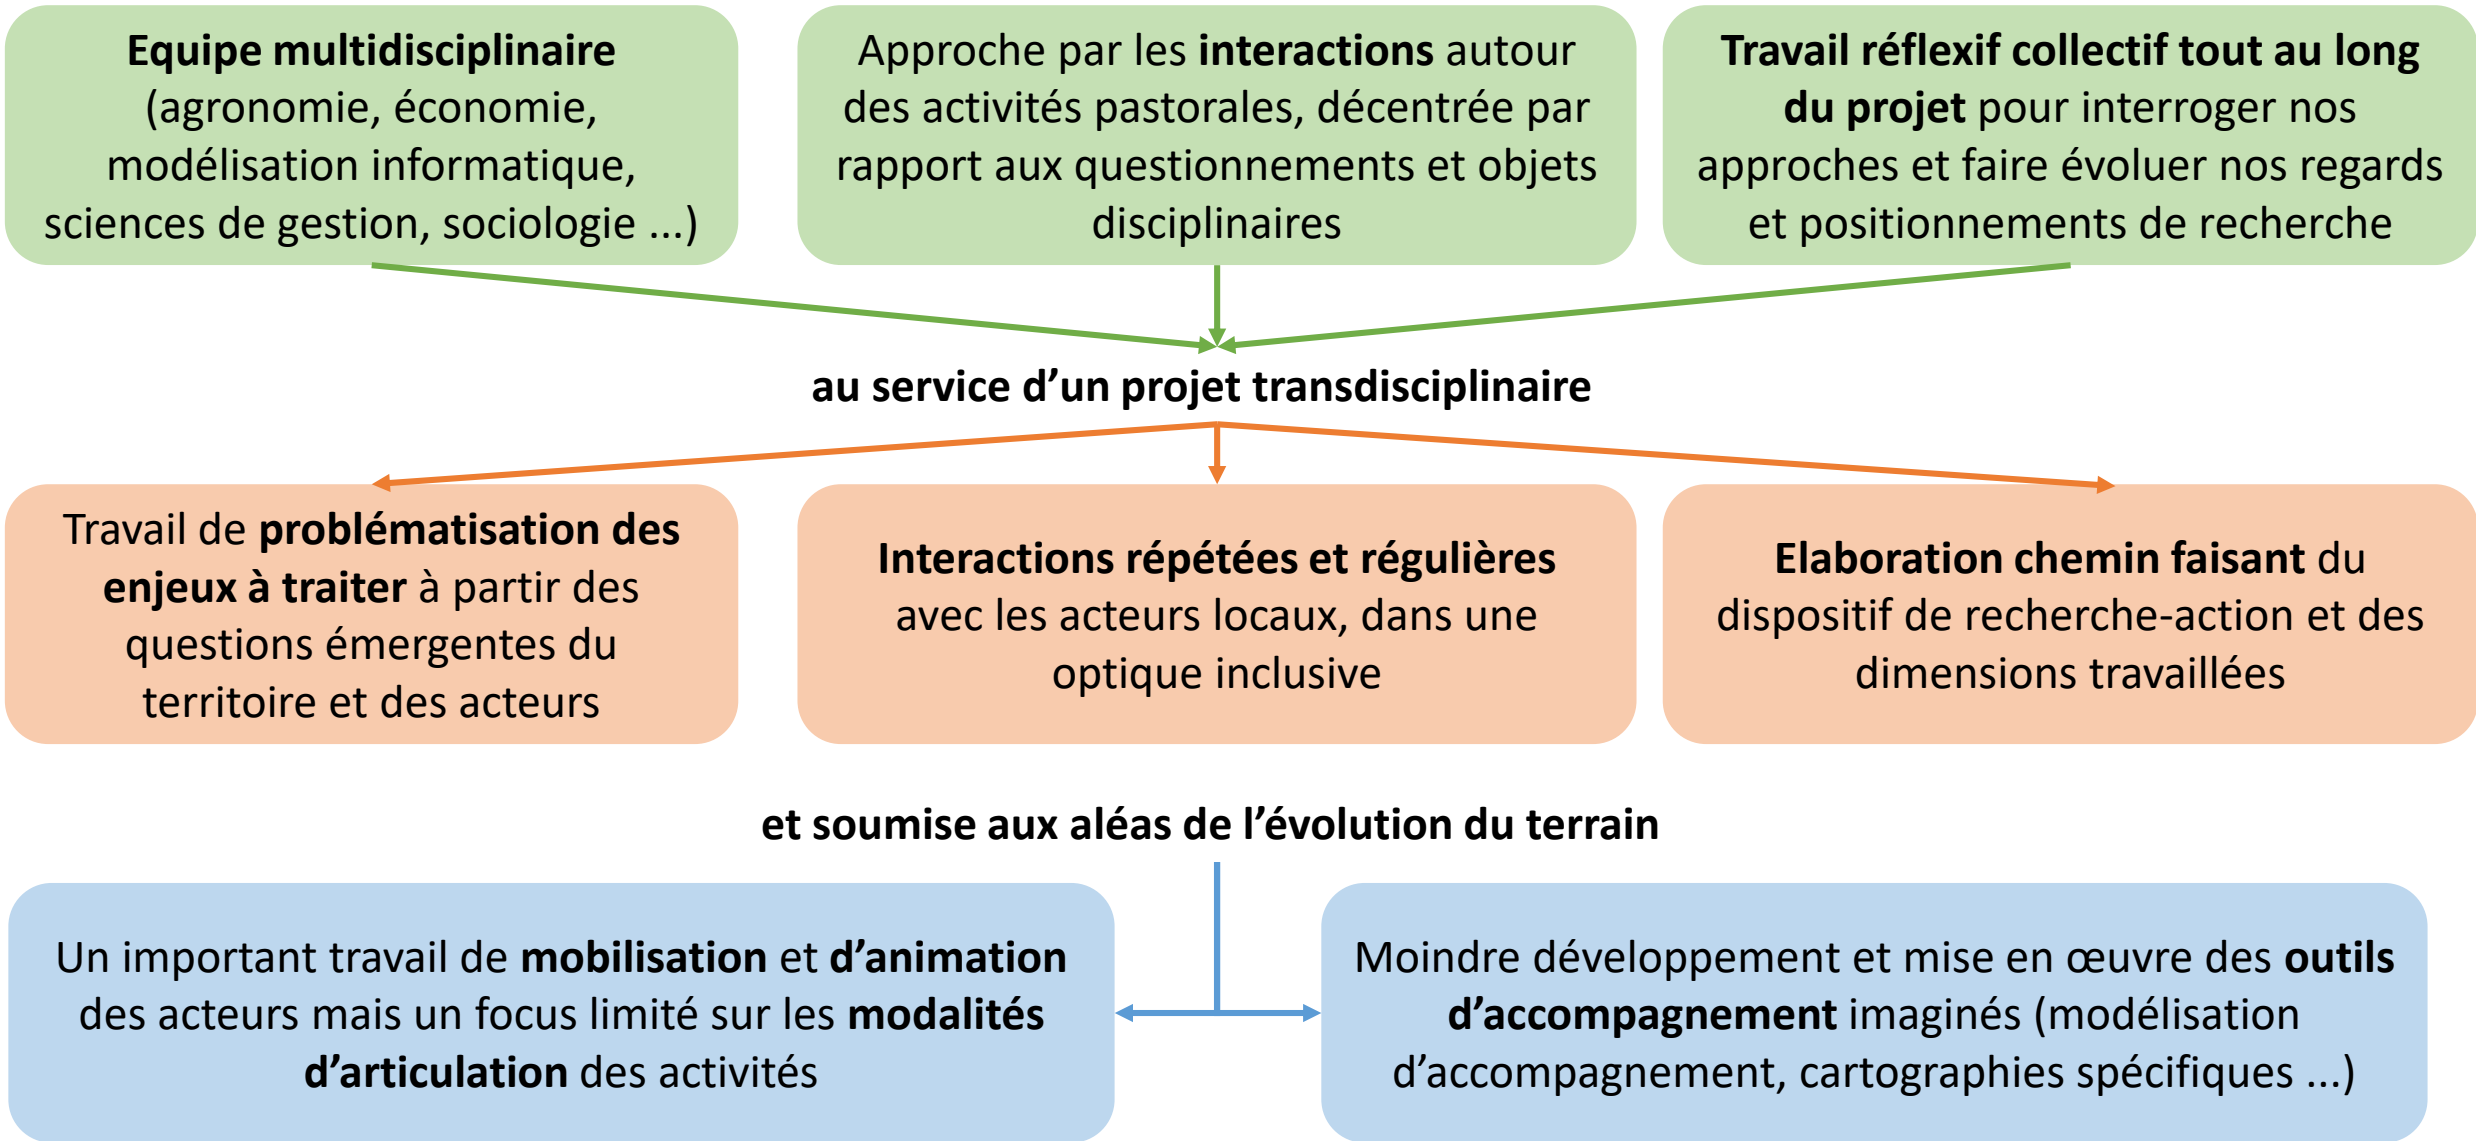 Equipe multidisciplinaire
(agronomie, économie,
modélisation informatique,
sciences de gestion, sociologie ...)
Approche par les interactions autour
des activités pastorales, décentrée par
rapport aux questionnements et objets
disciplinaires
Travail réflexif collectif tout au long
du projet pour interroger nos
approches et faire évoluer nos regards
et positionnements de recherche
au service d’un projet transdisciplinaire
Travail de problématisation des
enjeux à traiter à partir des
questions émergentes du
territoire et des acteurs
Interactions répétées et régulières
avec les acteurs locaux, dans une
optique inclusive
Elaboration chemin faisant du
dispositif de recherche-action et des
dimensions travaillées
et soumise aux aléas de l’évolution du terrain
Un important travail de mobilisation et d’animation
des acteurs mais un focus limité sur les modalités
d’articulation des activités
Moindre développement et mise en œuvre des outils
d’accompagnement imaginés (modélisation
d’accompagnement, cartographies spécifiques ...)